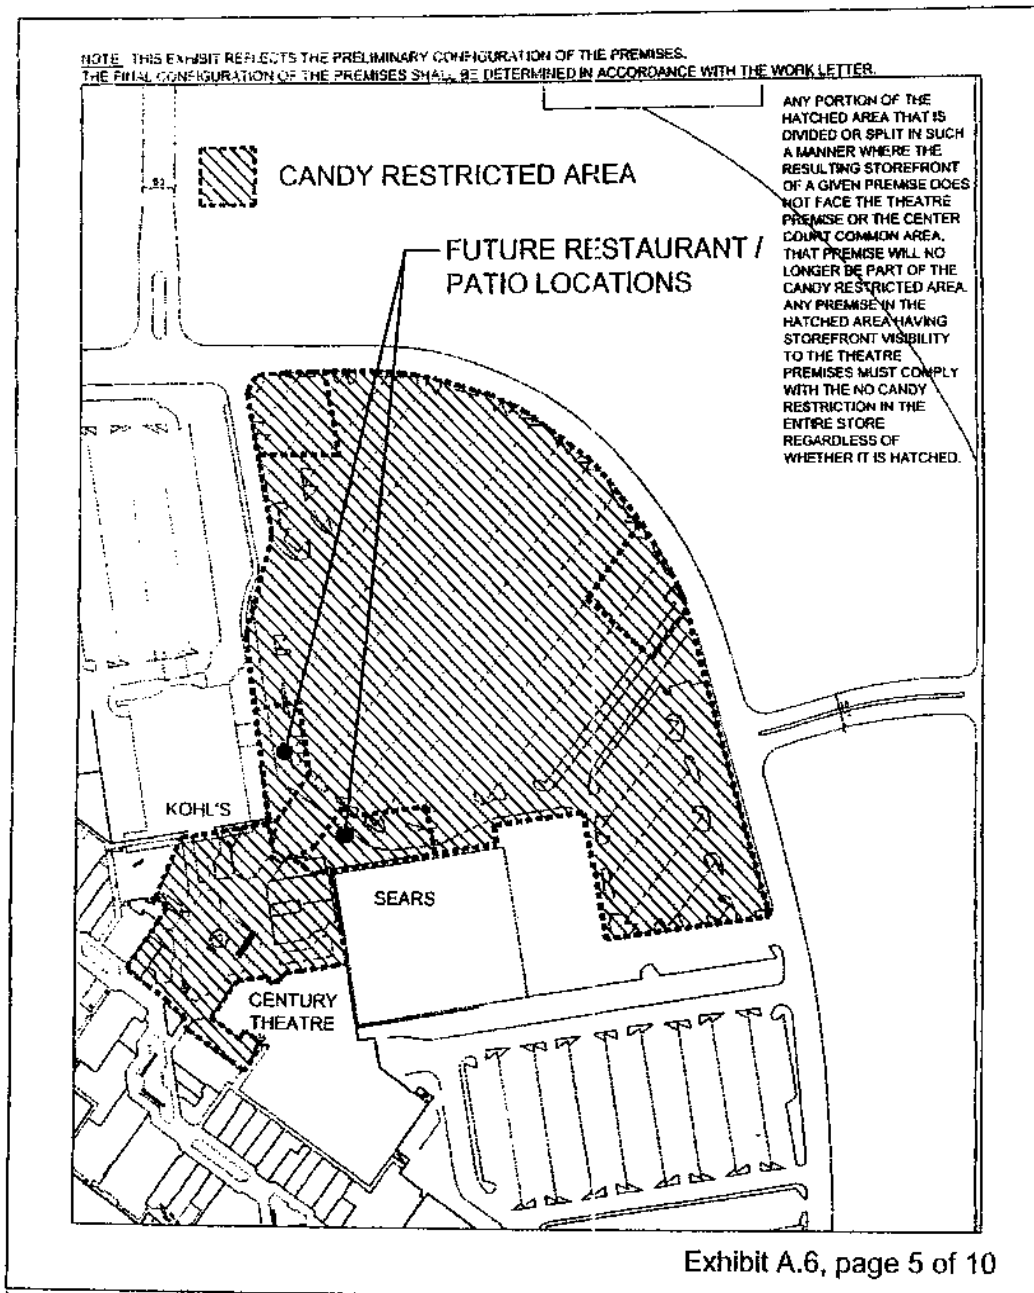 NOTE: THIS EXHIBIT REFLECTS THE PRELIMINARY CONFIGURATION OF THE PREMISES.
THE FINAL CONFIGURATION OF THE PREMISES SHALL BE DETERMINED IN ACCORDANCE WITH THE WORK LETTER.
ANY PORTION OF THE
HATCHED AREA THAT IS
DIVIDED OR SPLIT IN SUCH
A MANNER WHERE THE
RESULTING STOREFRONT
OF A GIVEN PREMISE DOES
NOT FACE THE THEATRE
PREMISE OR THE CENTER
COURT COMMON AREA,
THAT PREMISE WILL NO
LONGER BE PART OF THE
CANDY RESTRICTED AREA.
ANY PREMISE IN THE
HATCHED AREA HAVING
STOREFRONT VISIBILITY
TO THE THEATRE
PREMISES MUST COMPLY
WITH THE NO CANDY
RESTRICTION IN THE
ENTIRE STORE
REGARDLESS OF
WHETHER IT IS HATCHED.
CANDY RESTRICTED AREA
FUTURE RESTAURANT /
PATIO LOCATIONS
KOHL'S
SEARS
CENTURY
THEATRE
Exhibit A.6, page 5 of 10